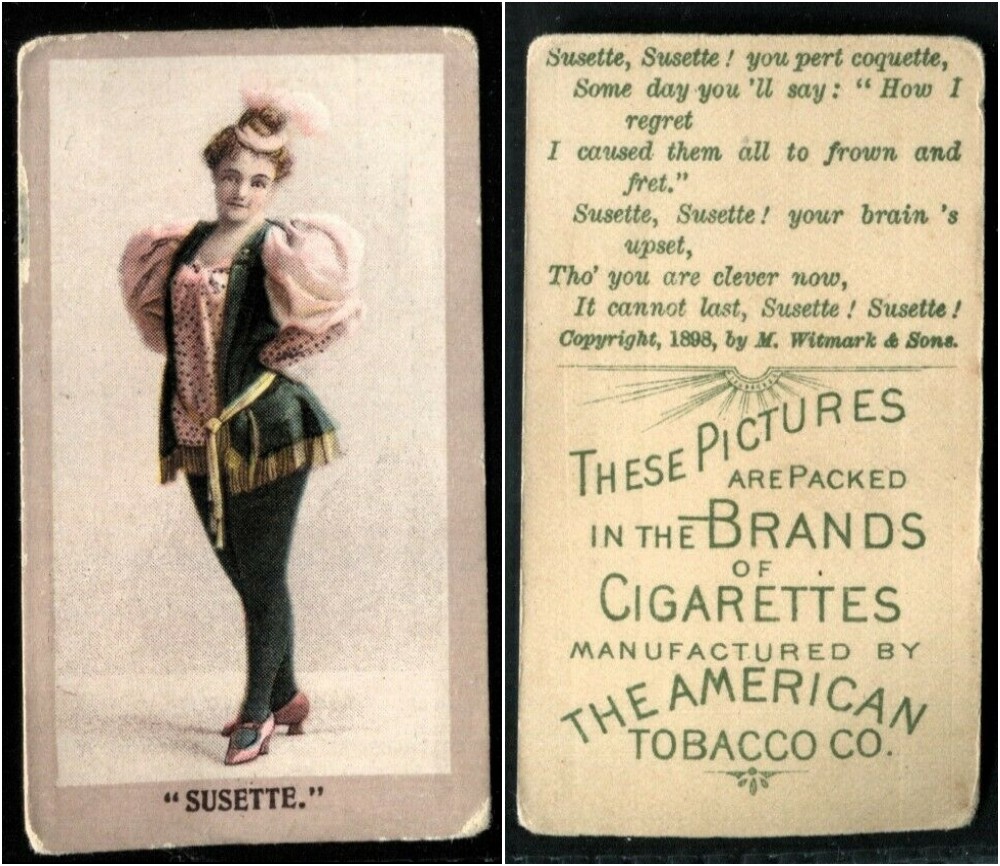 "SUSETTE."
Susette, Susette! you pert coquette,
Some day you 'll say: "How I
regret
I caused them all to frown and
fret."
Susette, Susette! your brain 's
upset,
Tho' you are clever now,
It cannot last, Susette! Susette!
Copyright, 1898, by M. Witmark & Sons.
THESE PICTURES
ARE PACKED
IN THE BRANDS
OF
CIGARETTES
MANUFACTURED BY
THE AMERICAN
TOBACCO CO.